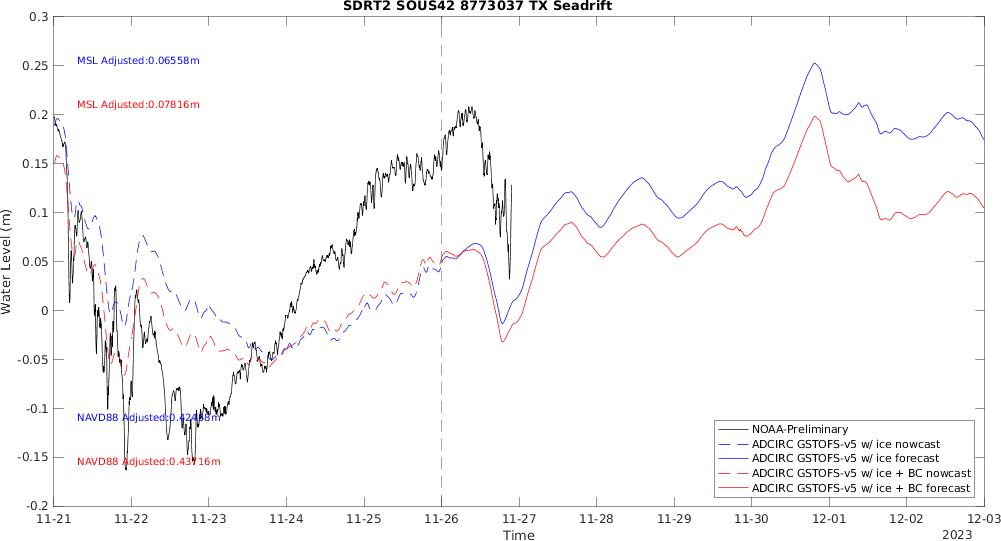 SDRT2 SOUS42 8773037 TX Seadrift
0.3
0.25
0.2
0.15
0.1
0.05
0
-0.05
-0.1
-0.15
-0.2
Water Level (m)
MSL Adjusted:0.06558m
MSL Adjusted:0.07816m
NAVD88 Adjusted:0.42458m
NAVD88 Adjusted:0.43716m
NOAA-Preliminary
ADCIRC GSTOFS-v5 w/ ice nowcast
ADCIRC GSTOFS-v5 w/ ice forecast
ADCIRC GSTOFS-v5 w/ ice + BC nowcast
ADCIRC GSTOFS-v5 w/ ice + BC forecast
11-21 11-22 11-23 11-24 11-25 11-26 11-27 11-28 11-29 11-30 12-01 12-02 12-03
Time
2023